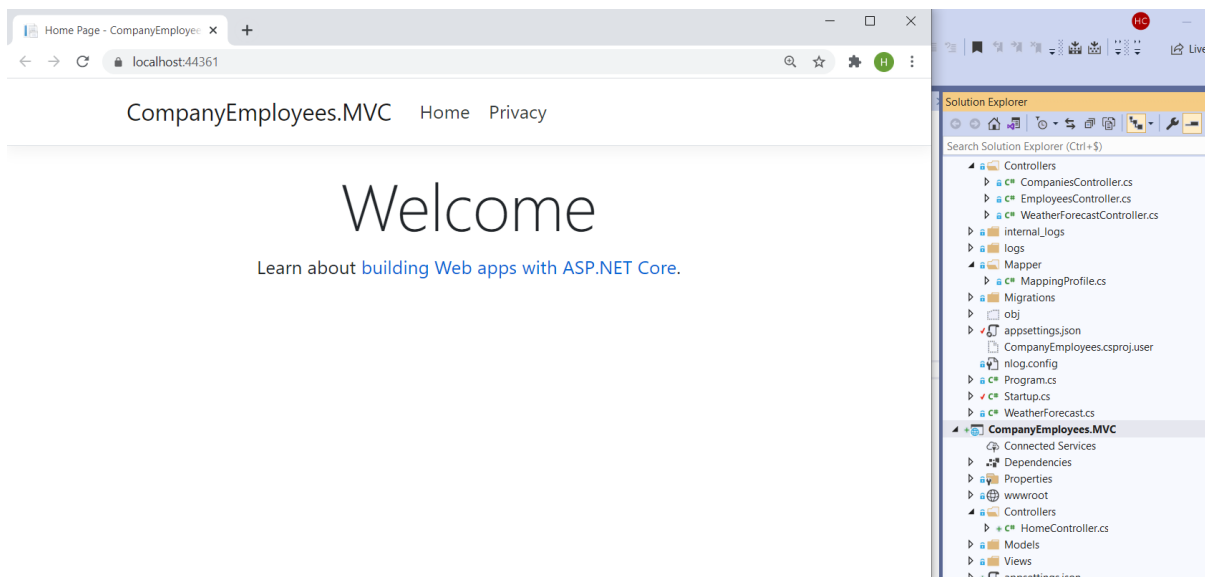 Home Page - CompanyEmployee
localhost:44361
H
CompanyEmployees.MVC Home Privacy
Welcome
Learn about building Web apps with ASP.NET Core.
HC
Live
Solution Explorer
Search Solution Explorer (Ctrl+$)
Controllers
C# CompaniesController.cs
C# EmployeesController.cs
C# WeatherForecastController.cs
internal_logs
logs
Mapper
C# MappingProfile.cs
Migrations
obj
appsettings.json
CompanyEmployees.csproj.user
nlog.config
C# Program.cs
C# Startup.cs
C# WeatherForecast.cs
CompanyEmployees.MVC
Connected Services
Dependencies
Properties
wwwroot
Controllers
C# HomeController.cs
Models
Views
appsettings.json